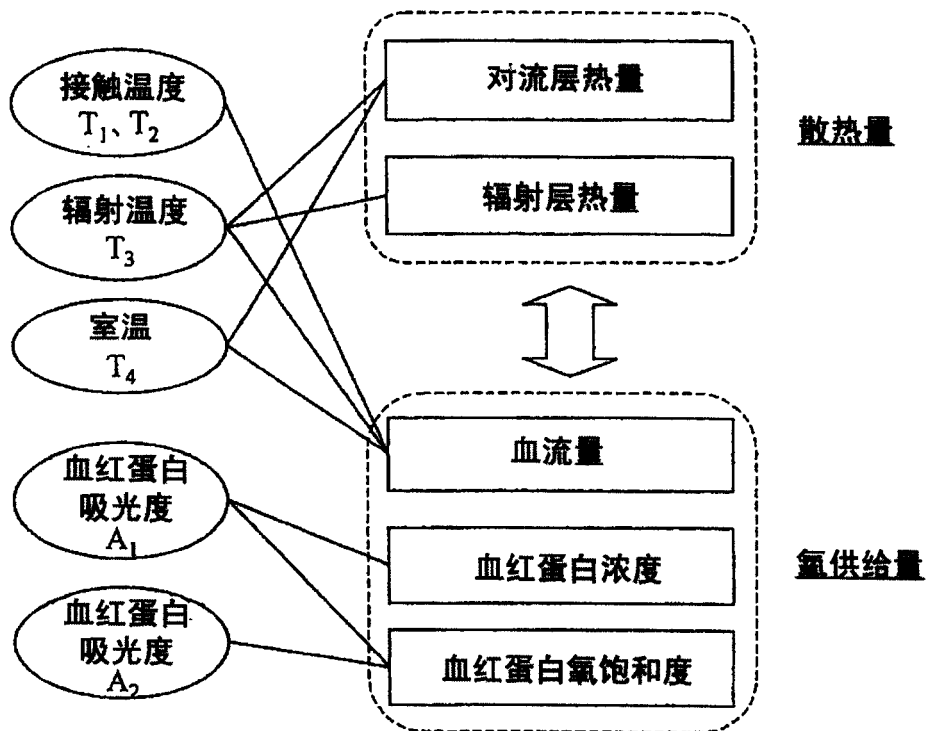 接触温度
T₁、T₂
辐射温度
T₃
室温
T₄
血红蛋白
吸光度
A₁
血红蛋白
吸光度
A₂
对流层热量
辐射层热量
散热量
血流量
血红蛋白浓度
血红蛋白氧饱和度
氧供给量